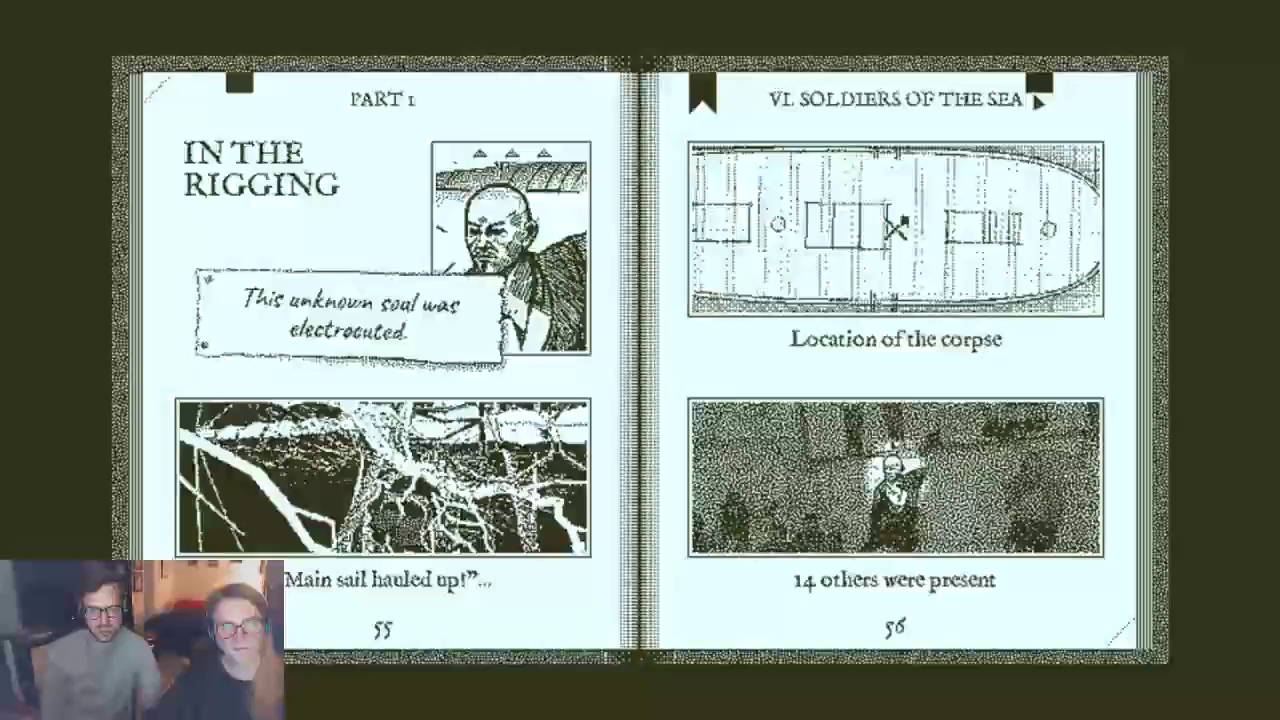 PART 1
IN THE
RIGGING
This unknown soul was
electrocuted.
Main sail hauled up!"...
55
VI. SOLDIERS OF THE SEA
Location of the corpse
14 others were present
56